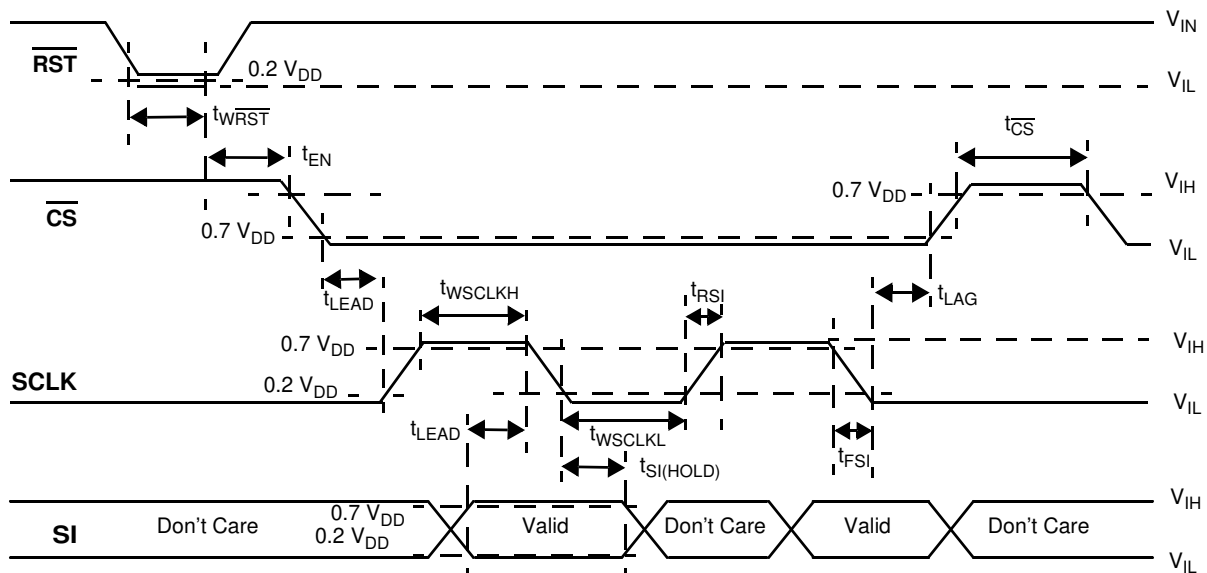 V_IN
RST
0.2 V_DD
V_IL
t_WRST
t_CS
t_EN
V_IH
0.7 V_DD
CS
0.7 V_DD
V_IL
t_LEAD
t_WSCLKH
t_RSI
t_LAG
0.7 V_DD
V_IH
SCLK
0.2 V_DD
V_IL
t_LEAD
t_WSCLKL
t_FSI
t_SI(HOLD)
V_IH
0.7 V_DD
SI
Don't Care
Valid
Don't Care
Valid
Don't Care
0.2 V_DD
V_IL